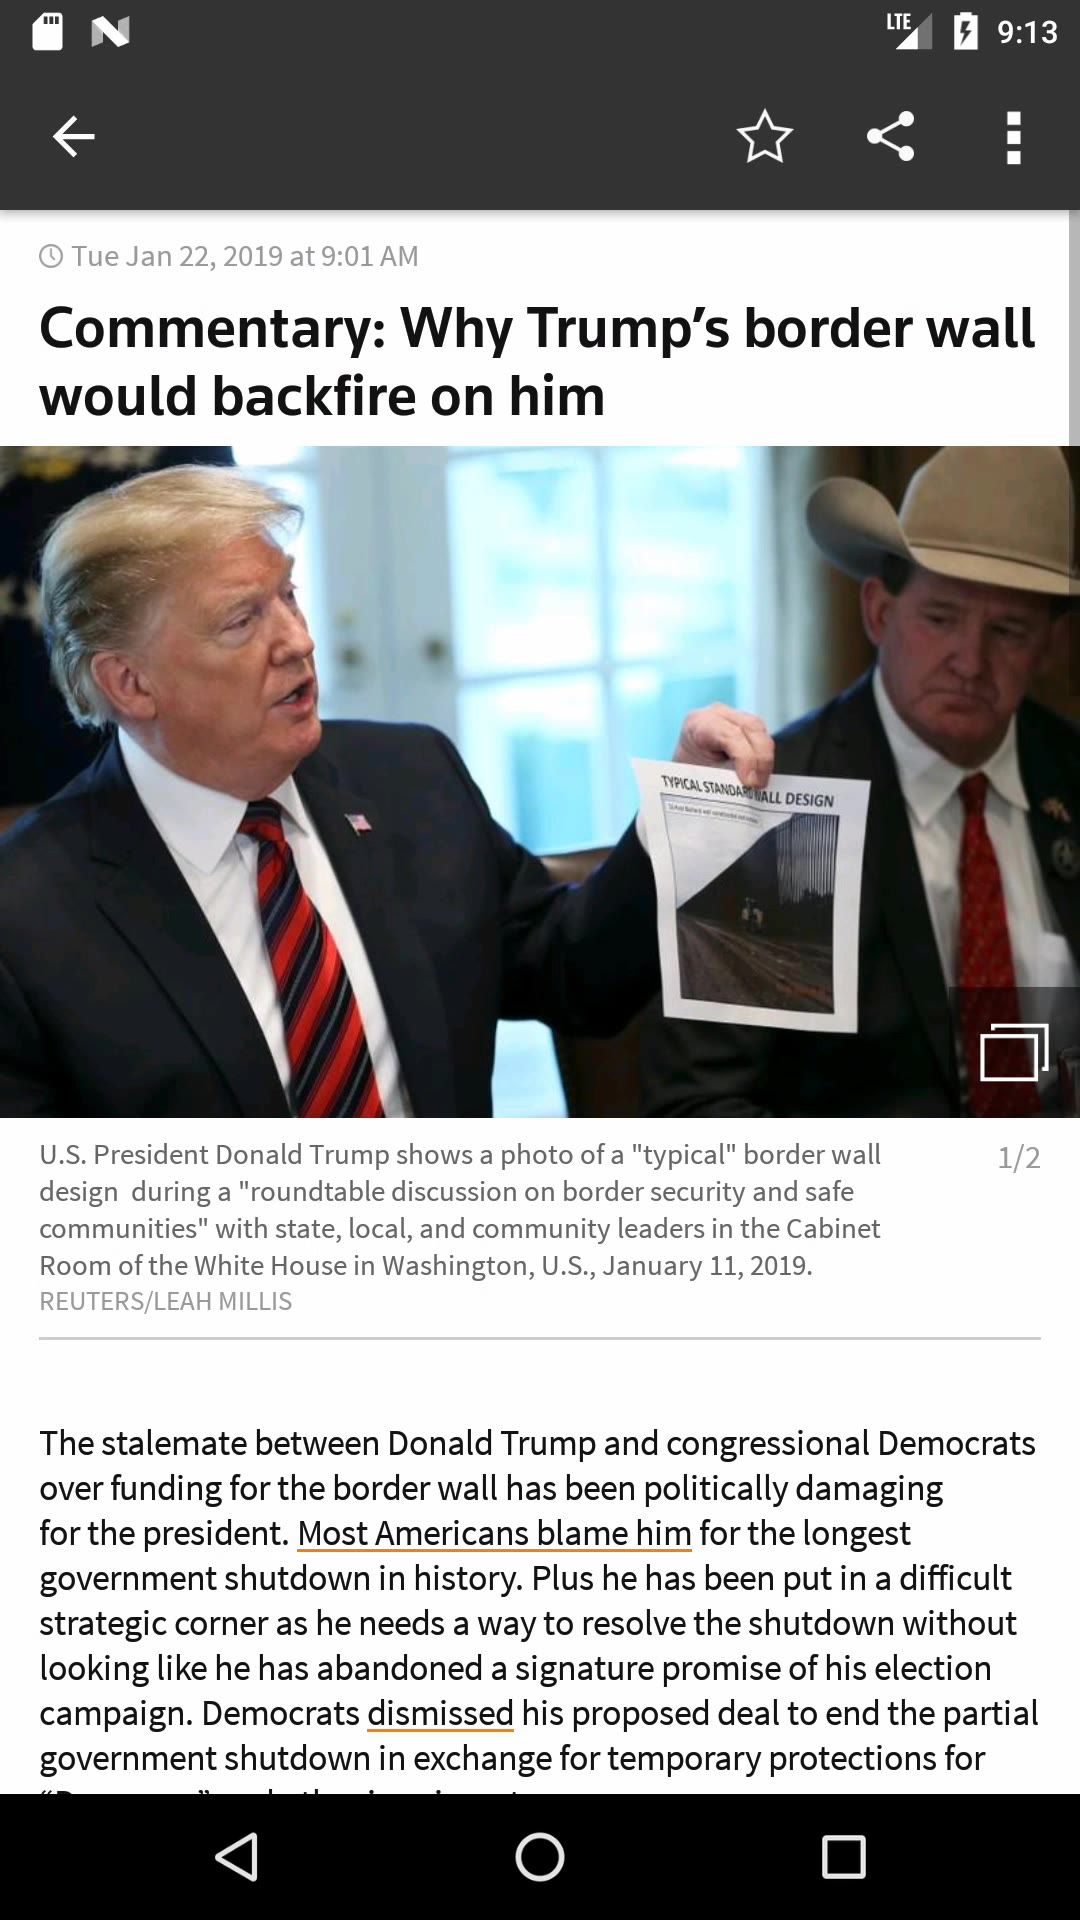 LTE 9:13
Tue Jan 22, 2019 at 9:01 AM
Commentary: Why Trump’s border wall
would backfire on him
TYPICAL STANDARD WALL DESIGN
U.S. President Donald Trump shows a photo of a "typical" border wall
design  during a "roundtable discussion on border security and safe
communities" with state, local, and community leaders in the Cabinet
Room of the White House in Washington, U.S., January 11, 2019.
REUTERS/LEAH MILLIS
1/2
The stalemate between Donald Trump and congressional Democrats
over funding for the border wall has been politically damaging
for the president. Most Americans blame him for the longest
government shutdown in history. Plus he has been put in a difficult
strategic corner as he needs a way to resolve the shutdown without
looking like he has abandoned a signature promise of his election
campaign. Democrats dismissed his proposed deal to end the partial
government shutdown in exchange for temporary protections for